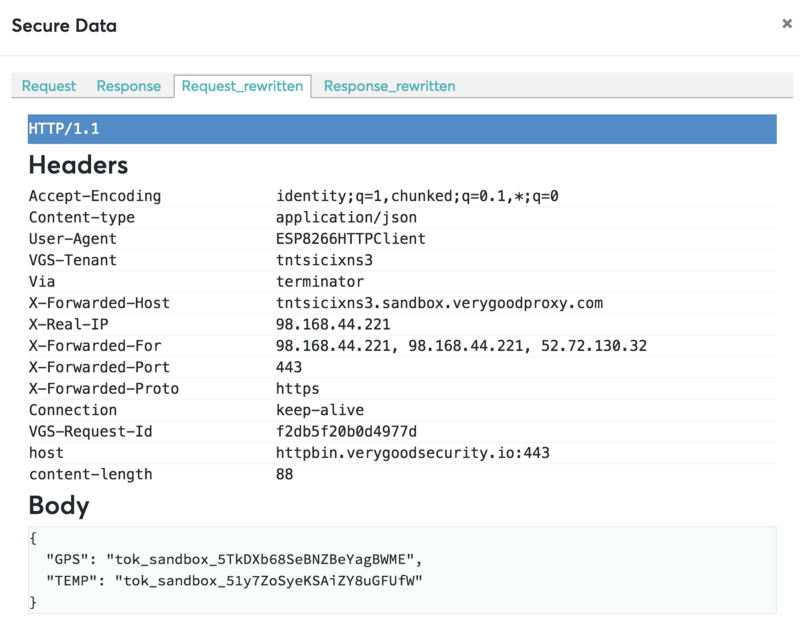 Secure Data
×
Request Response Request_rewritten Response_rewritten
HTTP/1.1
Headers
Accept-Encoding identity;q=1,chunked;q=0.1,*;q=0
Content-type application/json
User-Agent ESP8266HTTPClient
VGS-Tenant tntsicixns3
Via terminator
X-Forwarded-Host tntsicixns3.sandbox.verygoodproxy.com
X-Real-IP 98.168.44.221
X-Forwarded-For 98.168.44.221, 98.168.44.221, 52.72.130.32
X-Forwarded-Port 443
X-Forwarded-Proto https
Connection keep-alive
VGS-Request-Id f2db5f20b0d4977d
host httpbin.verygoodsecurity.io:443
content-length 88
Body
{
"GPS": "tok_sandbox_5TkDXb68SeBNZBeYagBWME",
"TEMP": "tok_sandbox_51y7ZoSyeKSAiZY8uGFUfW"
}